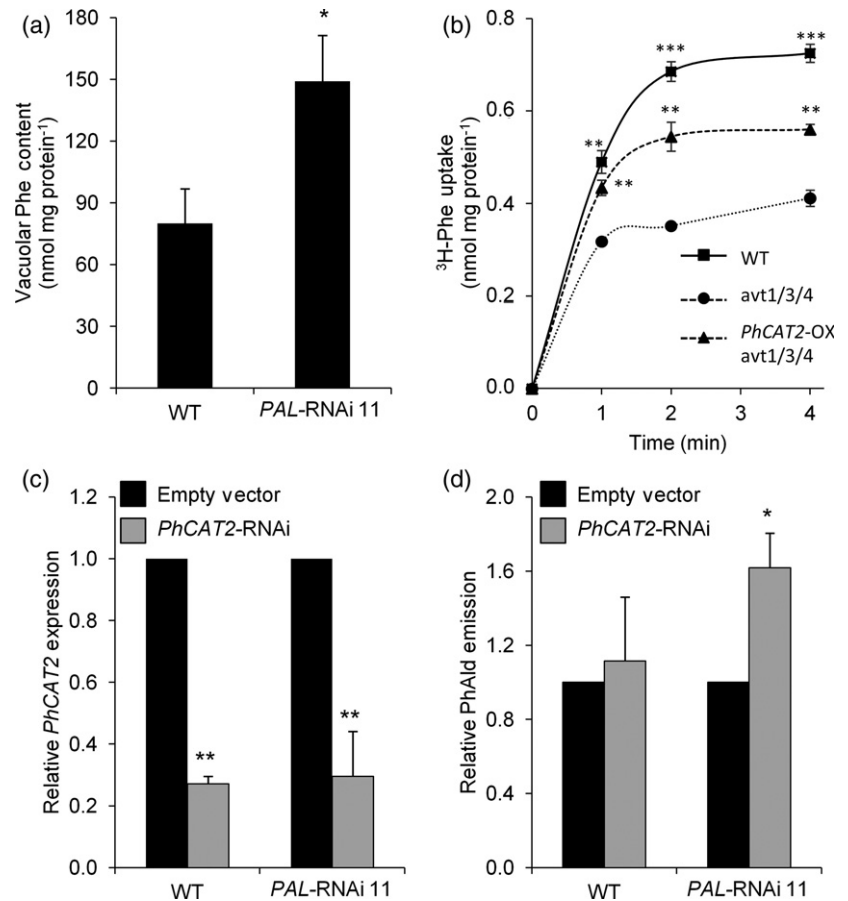 (a)
Vacuolar Phe content
(nmol mg protein⁻¹)
180
150
120
90
60
30
0
*
WT
PAL-RNAi 11
(b)
³H-Phe uptake
(nmol mg protein⁻¹)
0.8
0.6
0.4
0.2
0.0
**
**
***
**
***
**
WT
avt1/3/4
PhCAT2-OX
avt1/3/4
0
1
2
3
4
Time (min)
(c)
Empty vector
PhCAT2-RNAi
Relative PhCAT2 expression
1.2
1.0
0.8
0.6
0.4
0.2
0.0
**
**
WT
PAL-RNAi 11
(d)
Empty vector
PhCAT2-RNAi
Relative PhAld emission
2.0
1.6
1.2
0.8
0.4
0.0
*
WT
PAL-RNAi 11